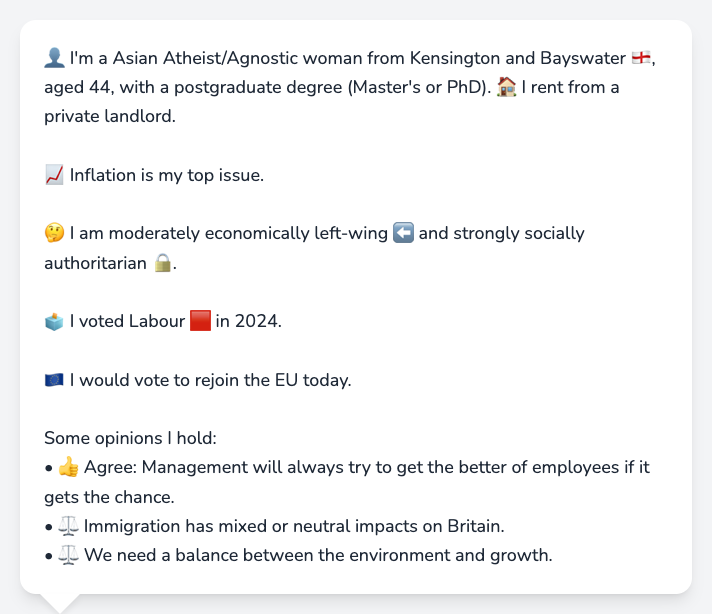 👤 I'm a Asian Atheist/Agnostic woman from Kensington and Bayswater 🏴󠁧󠁢󠁥󠁮󠁧󠁿,
aged 44, with a postgraduate degree (Master's or PhD). 🏠 I rent from a
private landlord.
📈 Inflation is my top issue.
🤔 I am moderately economically left-wing ⬅️ and strongly socially
authoritarian 🔒.
🗳️ I voted Labour 🟥 in 2024.
🇪🇺 I would vote to rejoin the EU today.
Some opinions I hold:
• 👍 Agree: Management will always try to get the better of employees if it
gets the chance.
• ⚖️ Immigration has mixed or neutral impacts on Britain.
• ⚖️ We need a balance between the environment and growth.